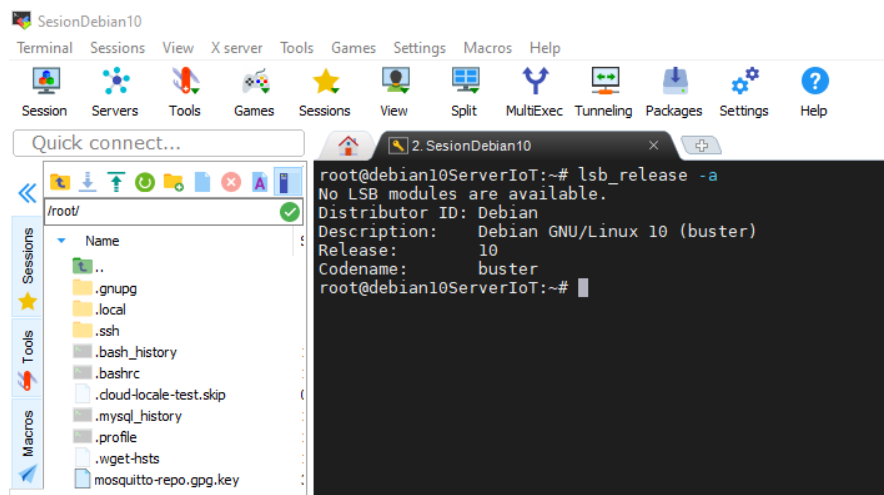 SesionDebian10
Terminal Sessions View X server Tools Games Settings Macros Help
Session Servers Tools Games Sessions View Split MultiExec Tunneling Packages Settings Help
Quick connect...
2. SesionDebian10
/root/
Name
..
.gnupg
.local
.ssh
.bash_history
.bashrc
.cloud-locale-test.skip
.mysql_history
.profile
.wget-hsts
mosquitto-repo.gpg.key
Sessions
Tools
Macros
root@debian10ServerIoT:~# lsb_release -a
No LSB modules are available.
Distributor ID: Debian
Description: Debian GNU/Linux 10 (buster)
Release: 10
Codename: buster
root@debian10ServerIoT:~#